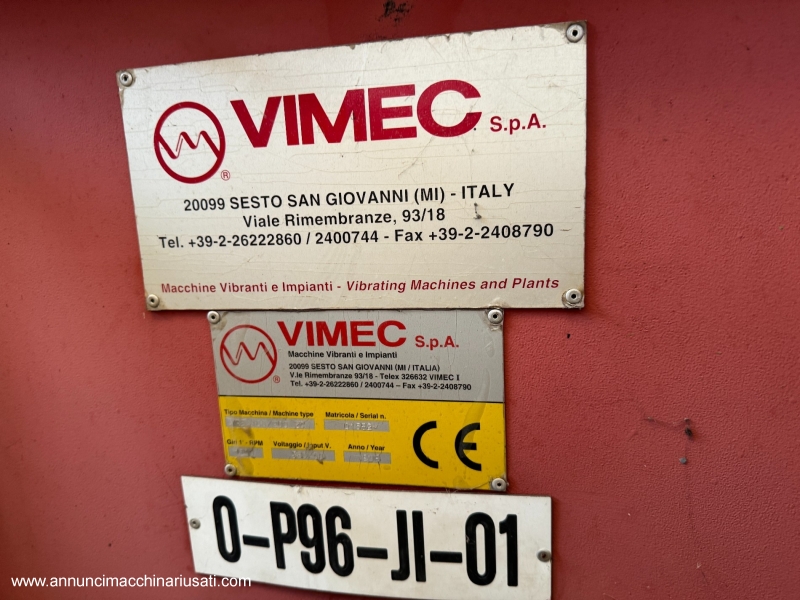 VIMEC S.p.A.
®
20099 SESTO SAN GIOVANNI (MI) - ITALY
Viale Rimembranze, 93/18
Tel. +39-2-26222860 / 2400744 - Fax +39-2-2408790
Macchine Vibranti e Impianti - Vibrating Machines and Plants
VIMEC S.p.A.
®
Macchine Vibranti e Impianti
20099 SESTO SAN GIOVANNI (MI / ITALIA)
V.le Rimembranze 93/18 - Telex 326632 VIMEC I
Tel. +39-2-26222860 / 2400744 – Fax +39-2-2408790
Tipo Macchina / Machine type Matricola / Serial n.
RPM Voltaggio / Input V. Anno / Year
CE
0-P96-JI-01
www.annuncimacchinariusati.com